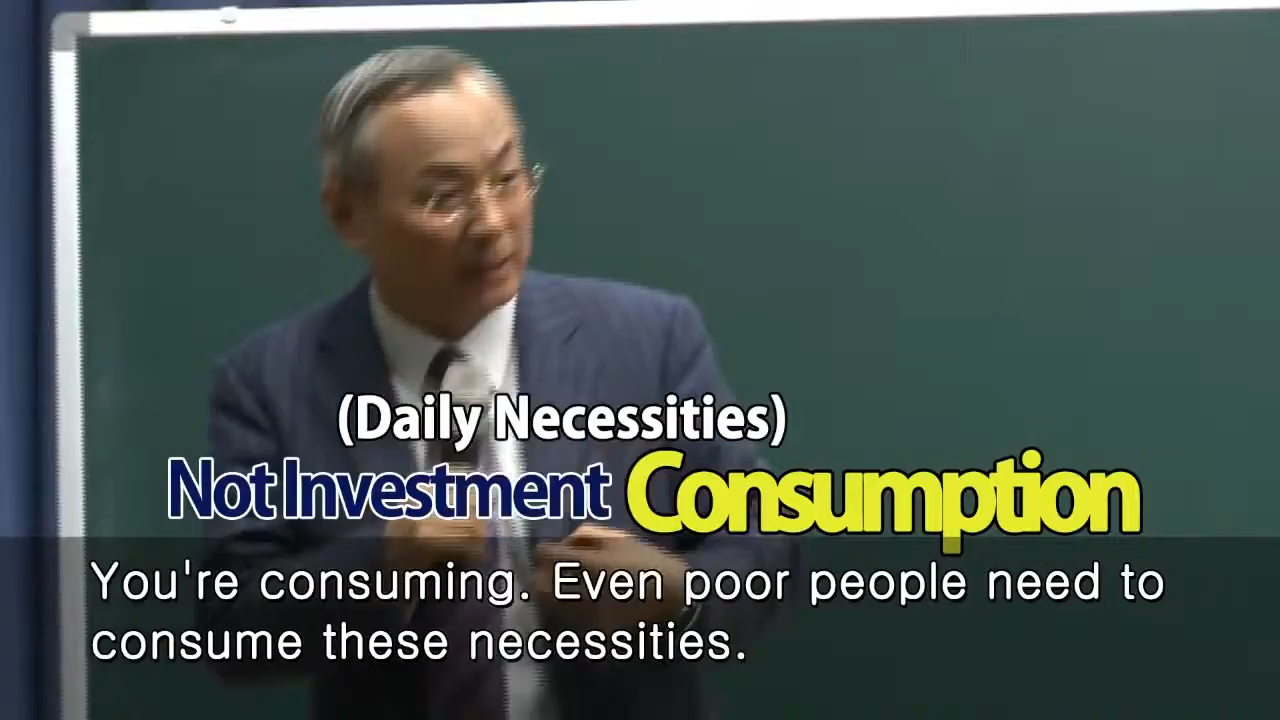 (Daily Necessities)
Not Investment Consumption
You're consuming. Even poor people need to
consume these necessities.